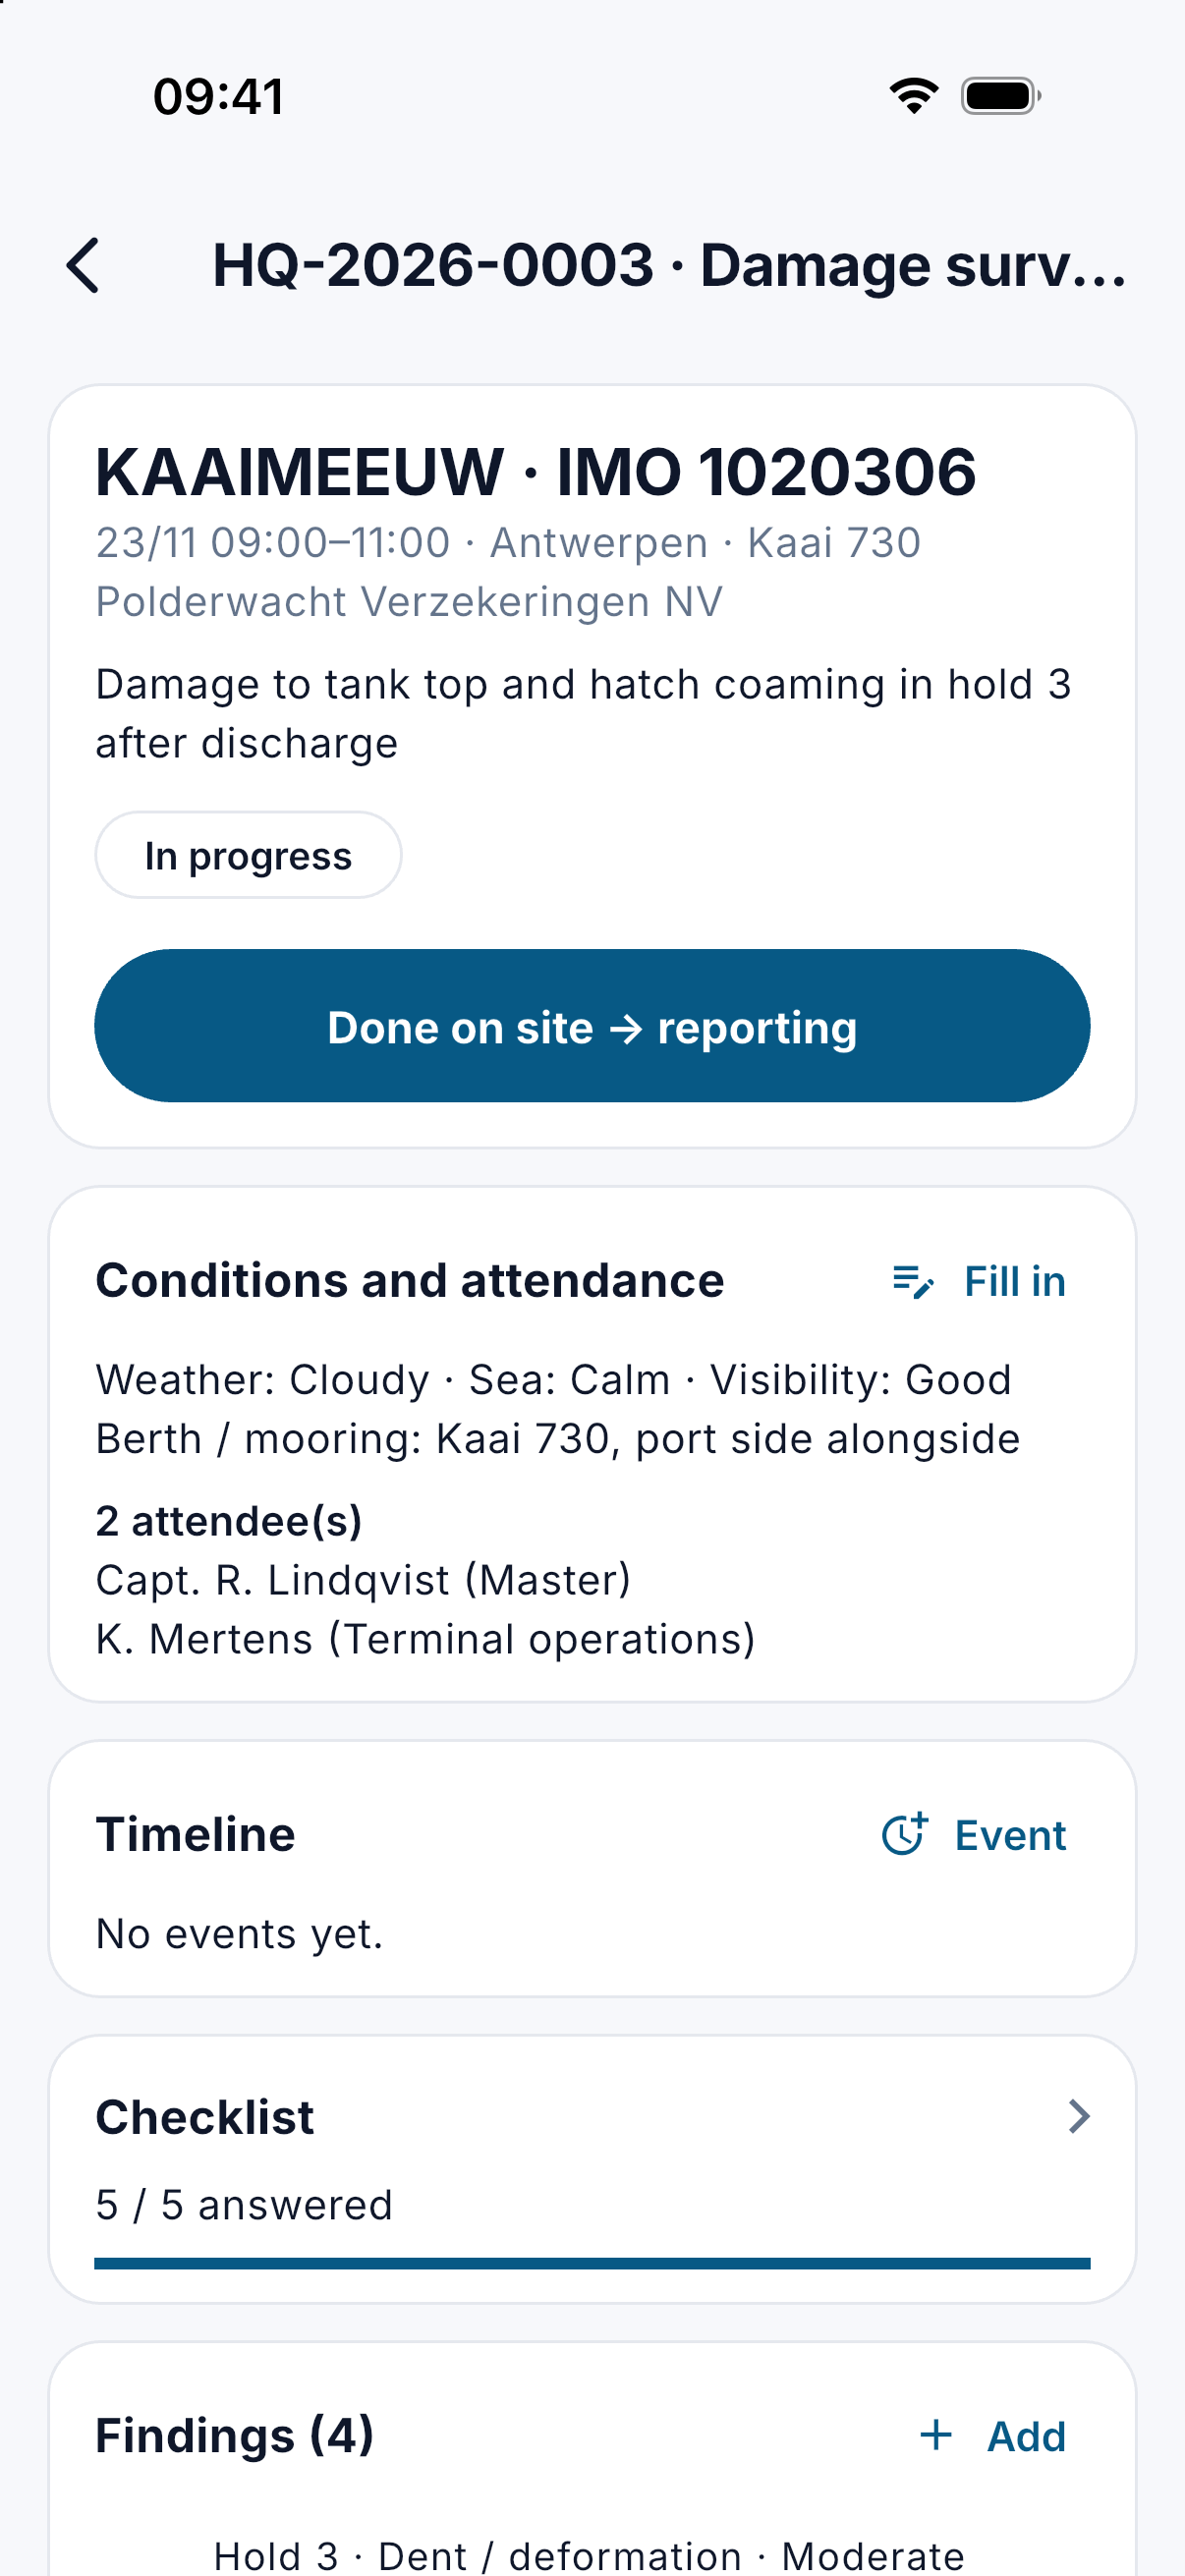 09:41
HQ-2026-0003 · Damage surv...
KAAIMEEUW · IMO 1020306
23/11 09:00–11:00 · Antwerpen · Kaai 730
Polderwacht Verzekeringen NV
Damage to tank top and hatch coaming in hold 3
after discharge
In progress
Done on site → reporting
Conditions and attendance
Fill in
Weather: Cloudy · Sea: Calm · Visibility: Good
Berth / mooring: Kaai 730, port side alongside
2 attendee(s)
Capt. R. Lindqvist (Master)
K. Mertens (Terminal operations)
Timeline
Event
No events yet.
Checklist
5 / 5 answered
Findings (4)
Add
Hold 3 · Dent / deformation · Moderate